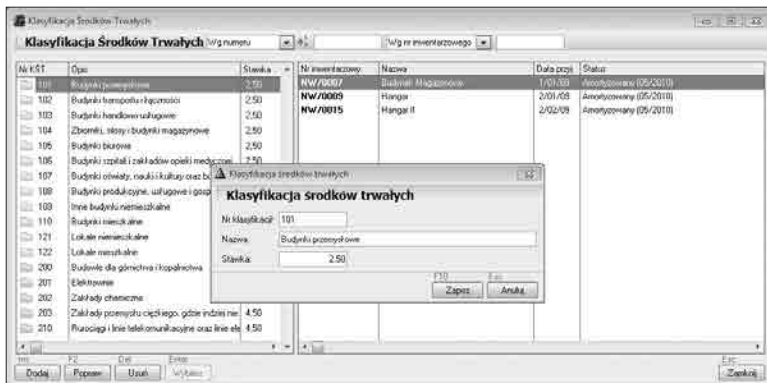 Klasyfikacja Środków Trwałych
Klasyfikacja Środków Trwałych Wg numeru Wg nr inwentarzowego
Nr KŚT Opis Stawka Nr inwentarzowy Nazwa Data przyj Status
101 Budynki przemysłowe 2.50 NW/0007 Budynek Magazynowy 1/01/09 Amortyzowany (05/2010)
102 Budynki transportu i łączności 2.50 NW/0009 Hangar 2/01/09 Amortyzowany (05/2010)
103 Budynki handlowo usługowe 2.50 NW/0015 Hangar II 2/02/09 Amortyzowany (05/2010)
104 Zbiorniki, silosy i budynki magazynowe 2.50
105 Budynki biurowe 2.50
106 Budynki szpitali i zakładów opieki medycznej 2.50
107 Budynki oświaty, nauki i kultury oraz bu
108 Budynki produkcyjne, usługowe i gosp
109 Inne budynki niemieszkalne
110 Budynki mieszkalne
121 Lokale niemieszkalne
122 Lokale mieszkalne
200 Budowle dla górnictwa i kopalnictwa
201 Elektrownie
202 Zakłady chemiczne
203 Zakłady przemysłu ciężkiego, gdzie indziej nie 4.50
210 Rurociągi i linie telekomunikacyjne oraz linie ele 4.50
Klasyfikacja środków trwałych
Klasyfikacja środków trwałych
Nr klasyfikacji: 101
Nazwa: Budynki przemysłowe
Stawka: 2.50
F10 Esc
Zapisz Anuluj
Ins F2 Del Enter Esc
Dodaj Popraw Usuń Wybierz Zamknij